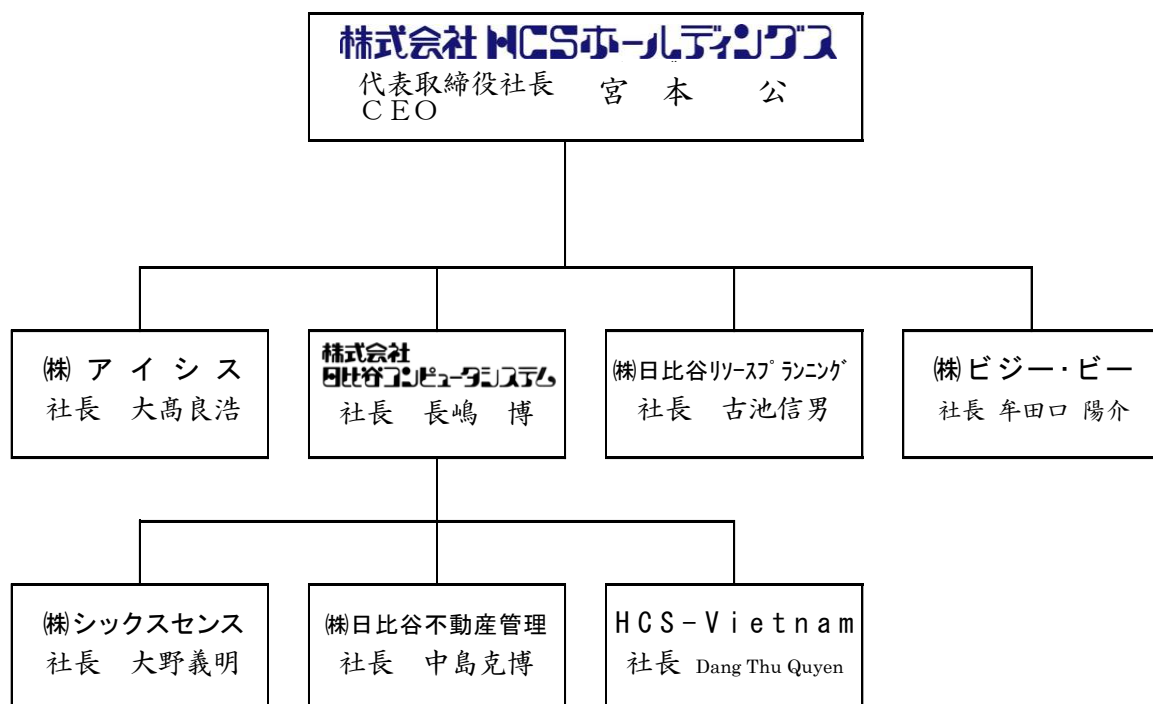 株式会社 HCSホールディングス
代表取締役社長 宮 本 公
CEO
㈱ ア イ シ ス
社長 大髙良浩
株式会社
日比谷コンピュータシステム
社長 長嶋 博
㈱日比谷リソースプランニング
社長 古池信男
㈱ビジー・ビー
社長 牟田口 陽介
㈱シックスセンス
社長 大野義明
㈱日比谷不動産管理
社長 中島克博
HCS-Vietnam
社長 Dang Thu Quyen